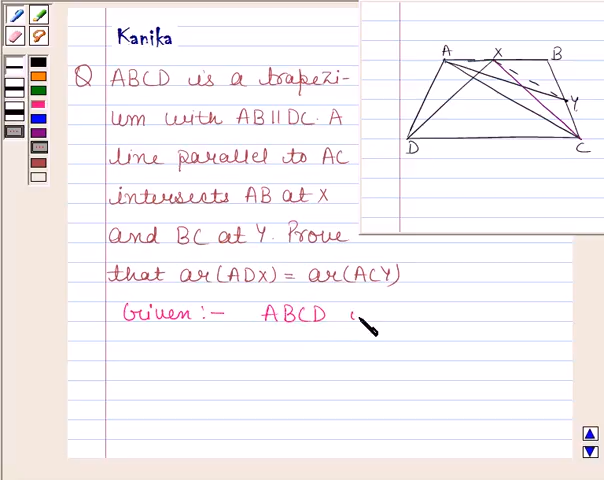 Kanika
Q ABCD is a trapezi-
um with AB||DC. A
line parallel to AC
intersects AB at X
and BC at Y. Prove
that ar(ADX) = ar(ACY)
Given :- ABCD
A X B
Y
D C